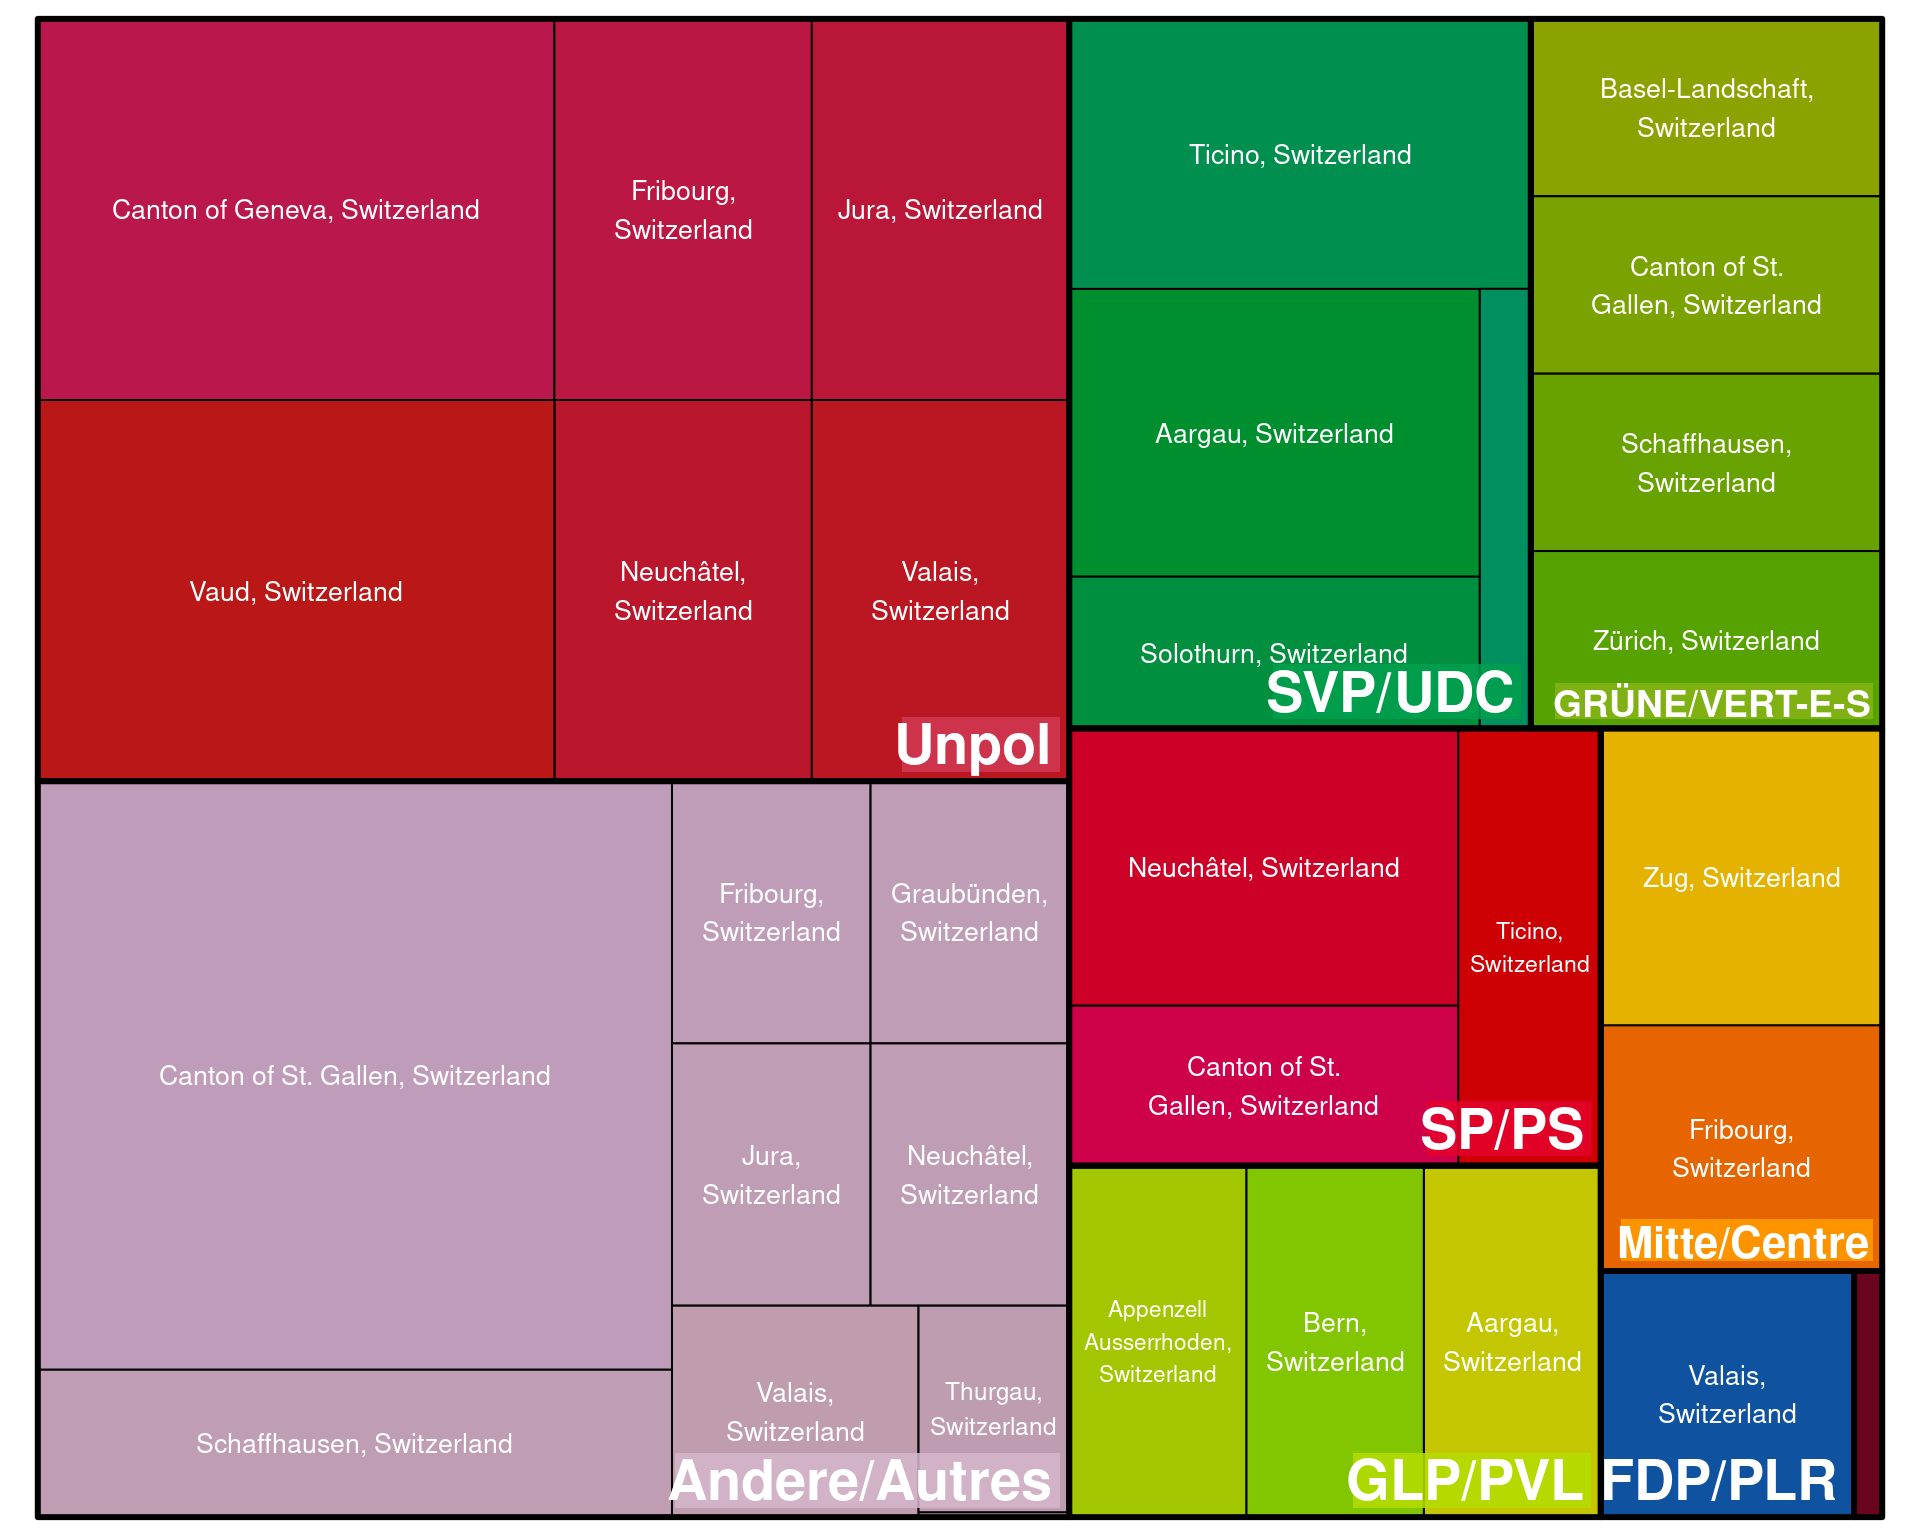 Canton of Geneva, Switzerland
Fribourg,
Switzerland
Jura, Switzerland
Vaud, Switzerland
Neuchâtel,
Switzerland
Valais,
Switzerland
Unpol
Canton of St. Gallen, Switzerland
Schaffhausen, Switzerland
Fribourg,
Switzerland
Graubünden,
Switzerland
Jura,
Switzerland
Neuchâtel,
Switzerland
Valais,
Switzerland
Thurgau,
Switzerland
Andere/Autres
Ticino, Switzerland
Aargau, Switzerland
Solothurn, Switzerland
SVP/UDC
Basel-Landschaft,
Switzerland
Canton of St.
Gallen, Switzerland
Schaffhausen,
Switzerland
Zürich, Switzerland
GRÜNE/VERT-E-S
Neuchâtel, Switzerland
Canton of St.
Gallen, Switzerland
Ticino,
Switzerland
SP/PS
Zug, Switzerland
Fribourg,
Switzerland
Mitte/Centre
Appenzell
Ausserrhoden,
Switzerland
Bern,
Switzerland
Aargau,
Switzerland
GLP/PVL
Valais,
Switzerland
FDP/PLR